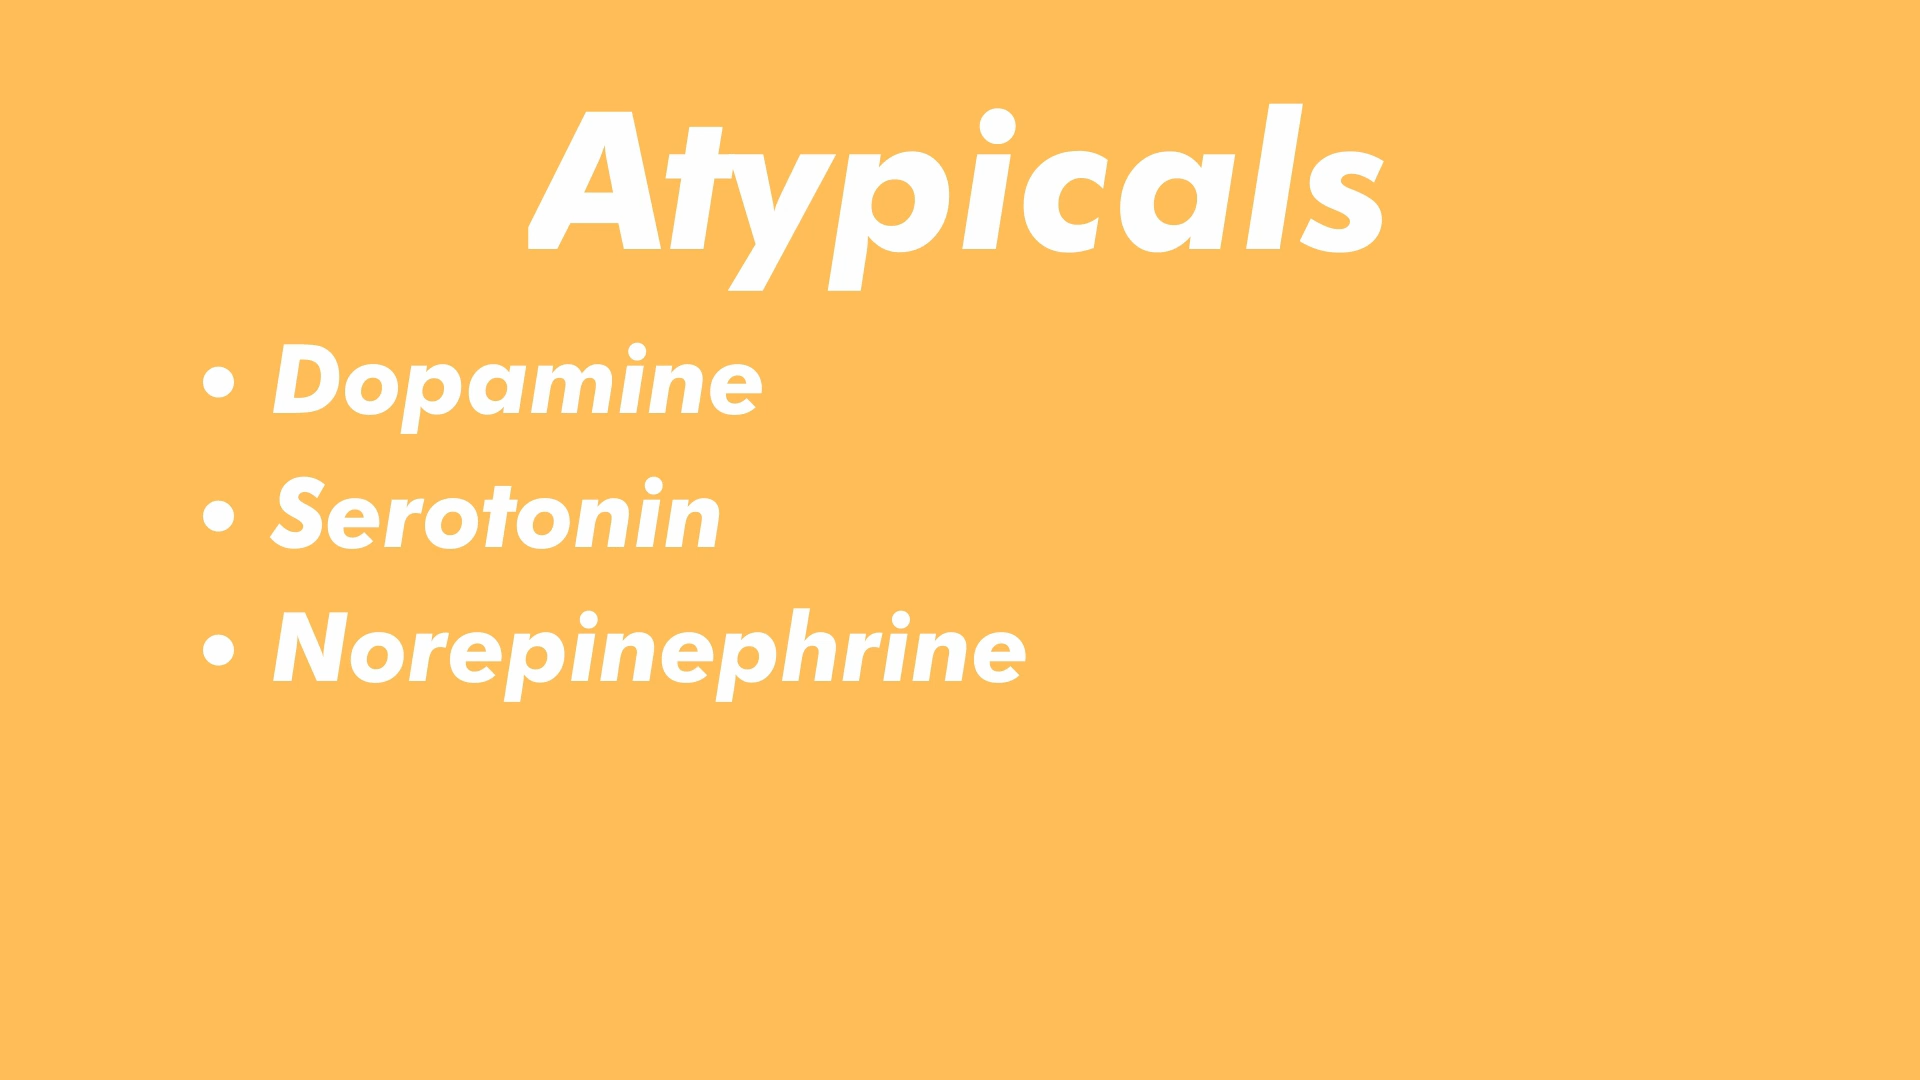 Atypicals
• Dopamine
• Serotonin
• Norepinephrine